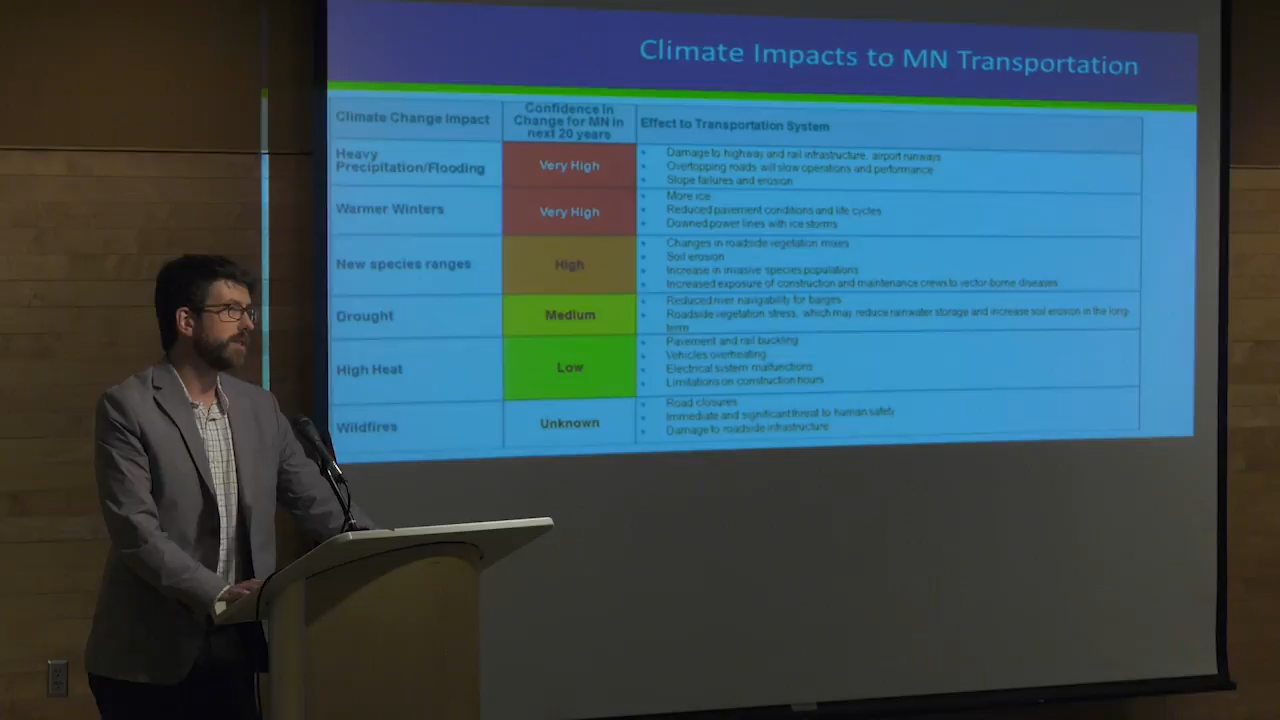 Climate Impacts to MN Transportation
Climate Change Impact
Confidence in
Change for MN in
next 20 years
Effect to Transportation System
Heavy
Precipitation/Flooding
Very High
Damage to highway and rail infrastructure, airport runways
Overtopping roads will slow operations and performance
Slope failures and erosion
Warmer Winters
Very High
More ice
Reduced pavement conditions and life cycles
Downed power lines with ice storms
New species ranges
High
Changes in roadside vegetation mixes
Soil erosion
Increase in invasive species populations
Increased exposure of construction and maintenance crews to vector-borne diseases
Drought
Medium
Reduced river navigability for barges
Roadside vegetation stress, which may reduce rainwater storage and increase soil erosion in the long-
term
High Heat
Low
Pavement and rail buckling
Vehicles overheating
Electrical system malfunctions
Limitations on construction hours
Wildfires
Unknown
Road closures
Immediate and significant threat to human safety
Damage to roadside infrastructure